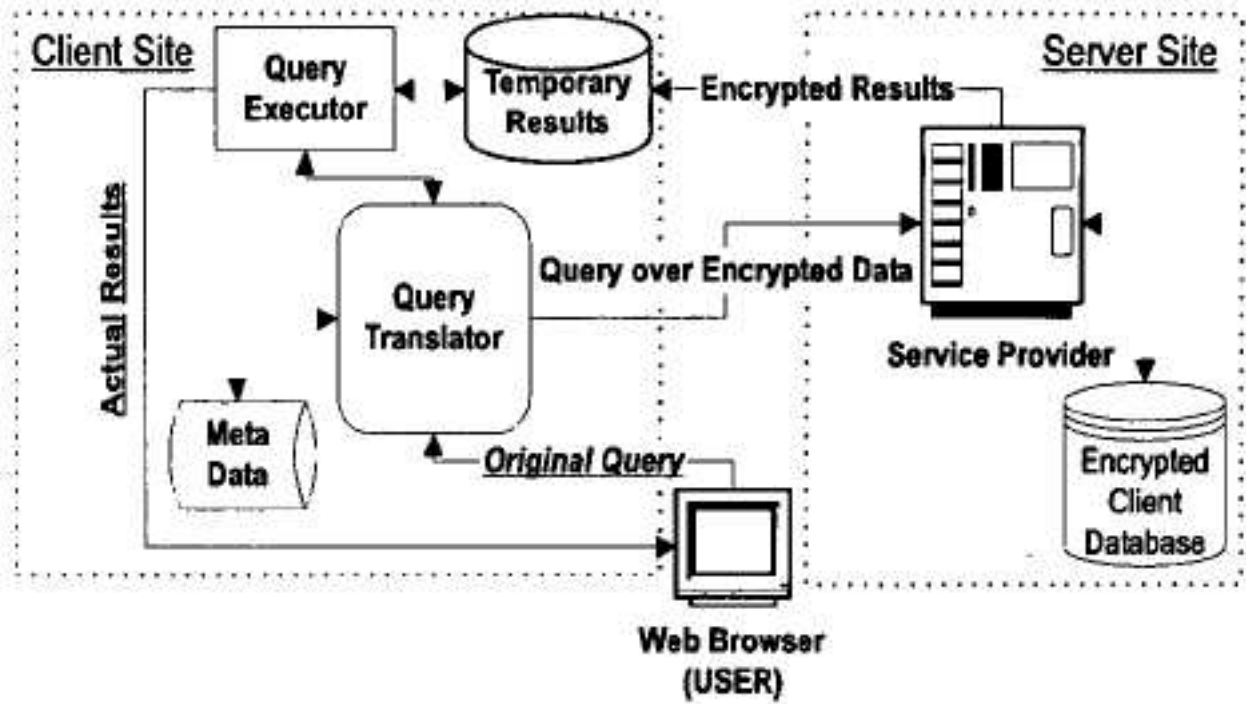 Client Site
Query
Executor
Temporary
Results
Encrypted Results
Server Site
Actual Results
Query
Translator
Query over Encrypted Data
Service Provider
Meta
Data
Original Query
Encrypted
Client
Database
Web Browser
(USER)